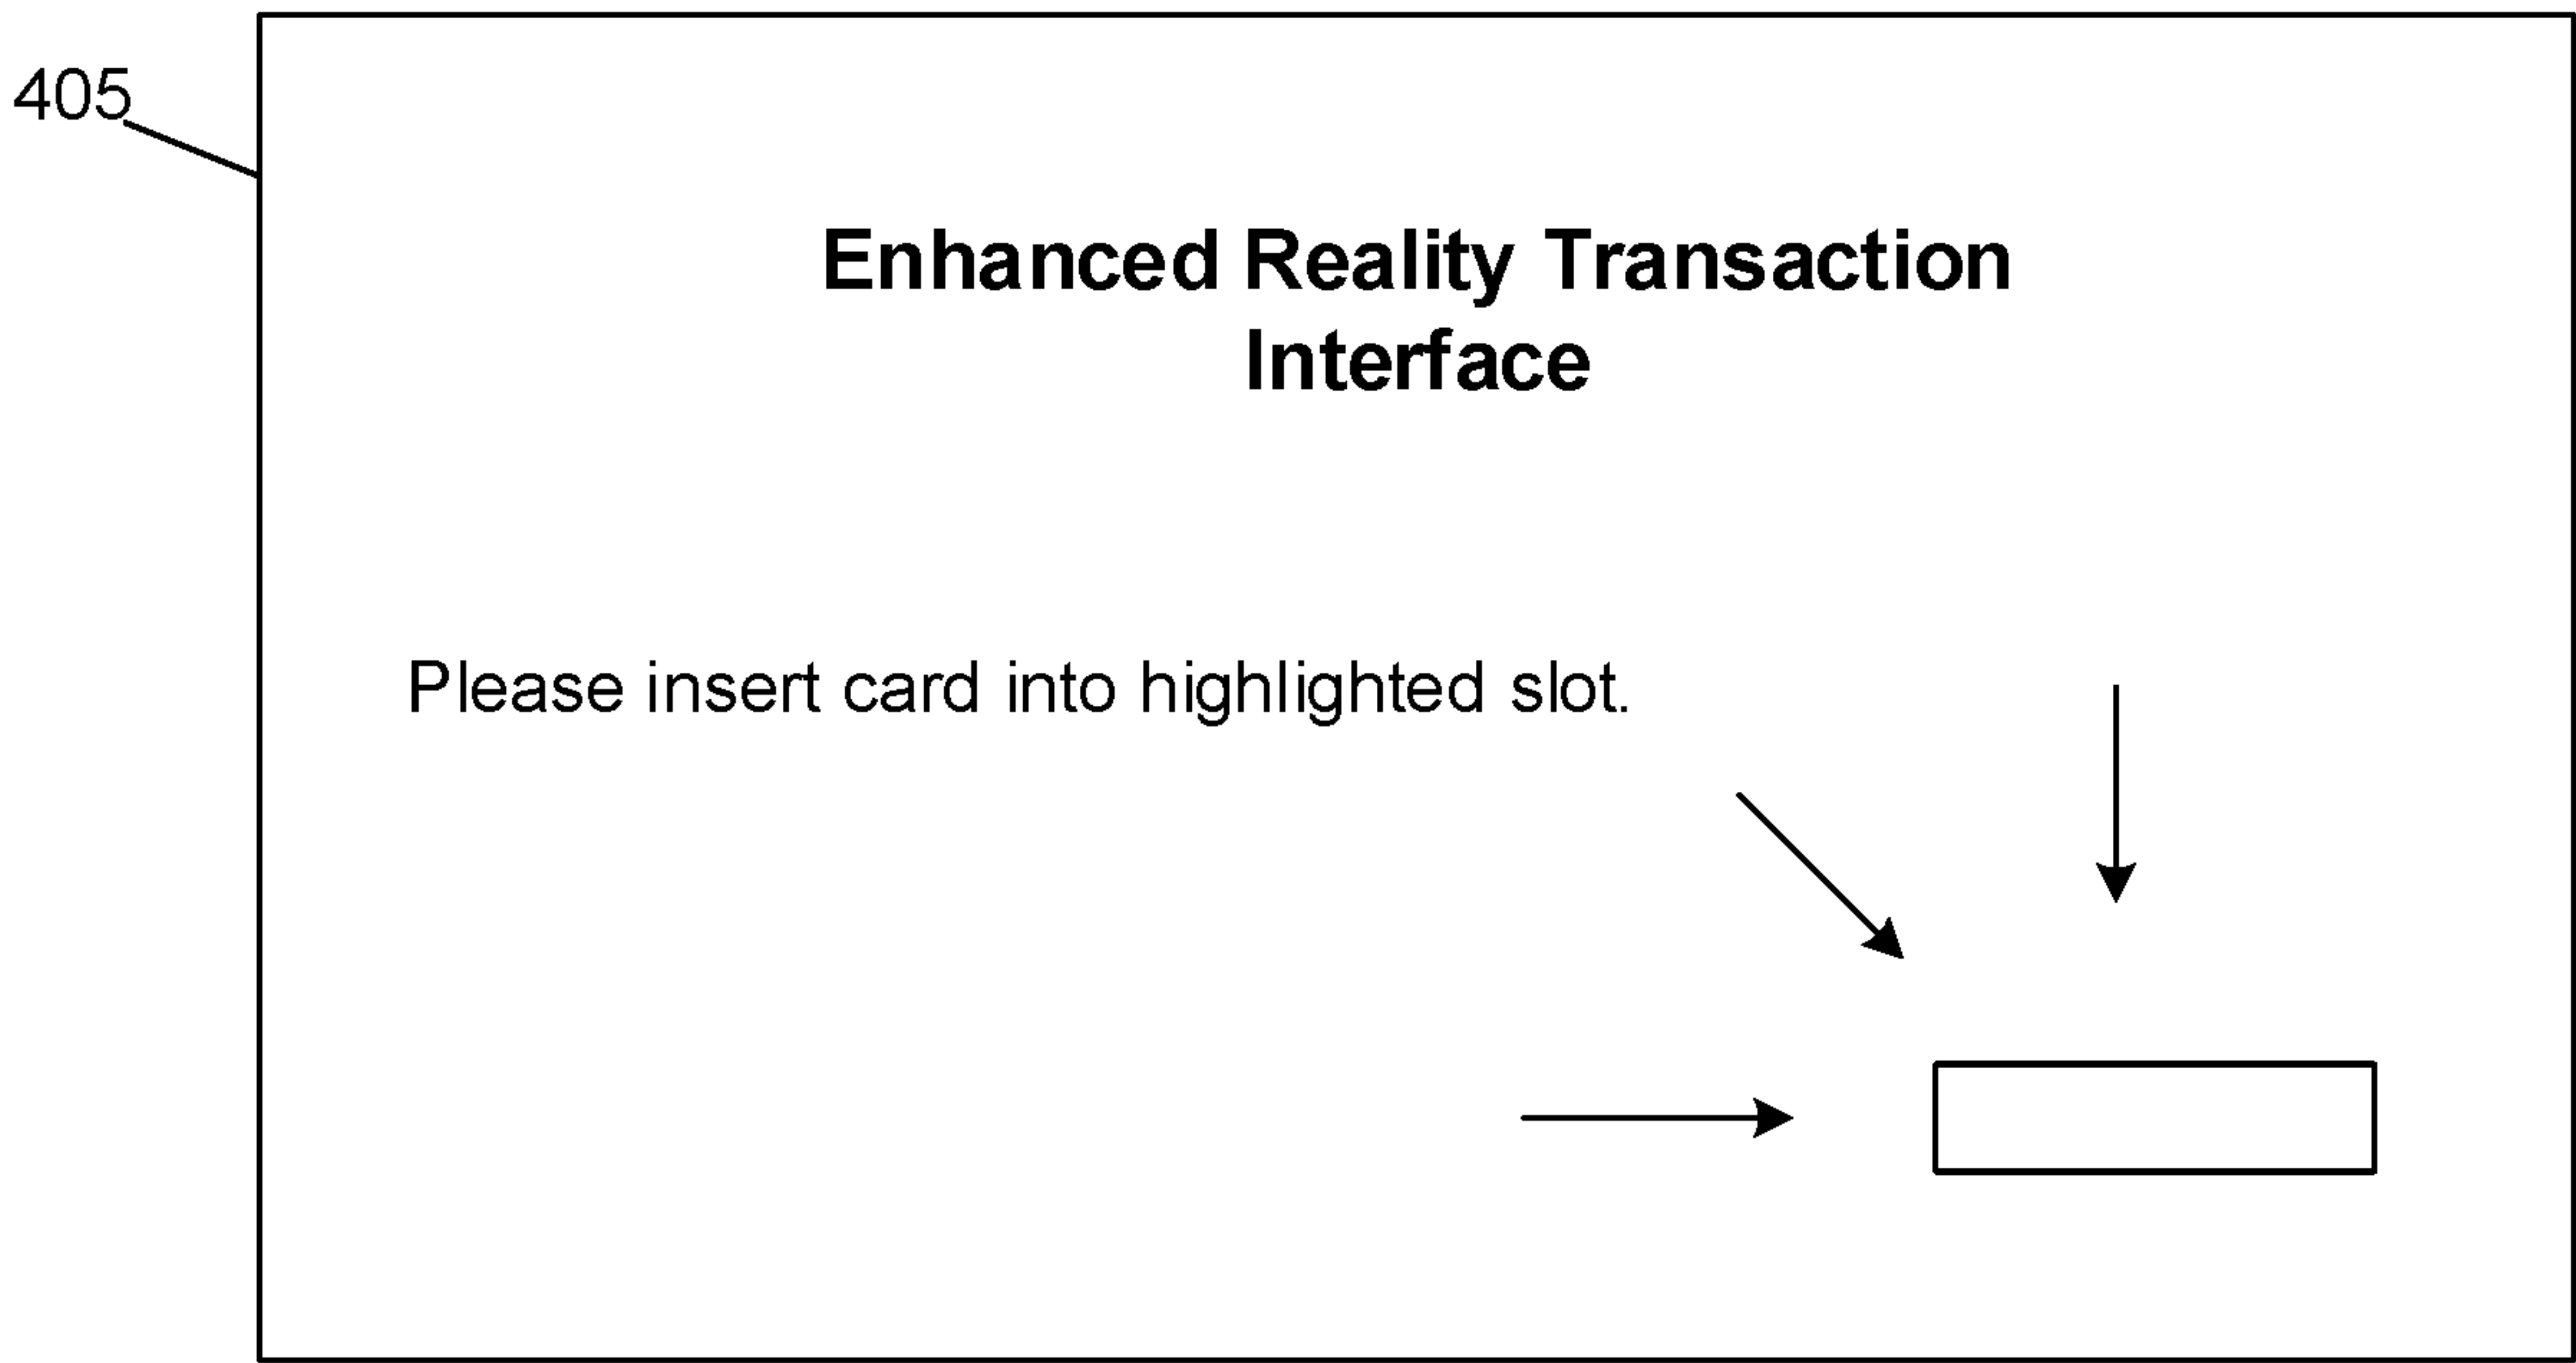 405
Enhanced Reality Transaction
Interface
Please insert card into highlighted slot.